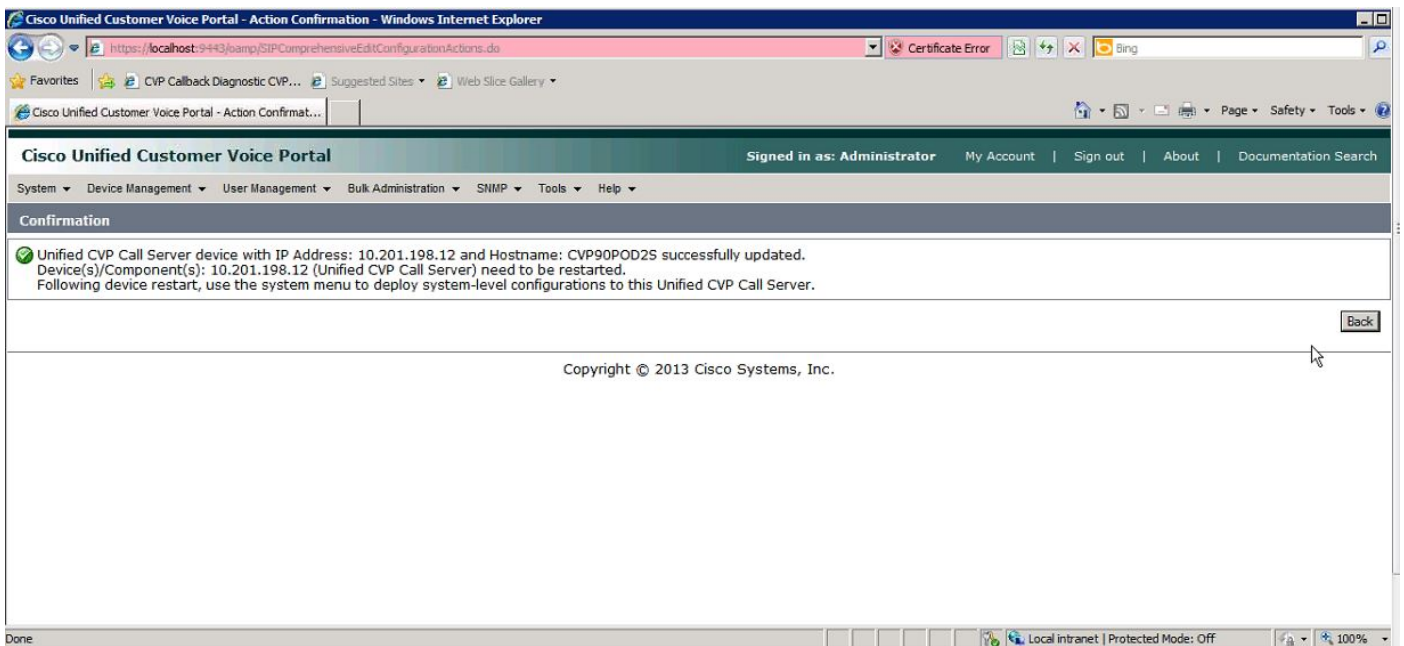 Cisco Unified Customer Voice Portal - Action Confirmation - Windows Internet Explorer
https://localhost:9443/oamp/SIPComprehensiveEditConfigurationActions.do
Certificate Error
Bing
Favorites
CVP Callback Diagnostic CVP...
Suggested Sites
Web Slice Gallery
Cisco Unified Customer Voice Portal - Action Confirmat...
Page
Safety
Tools
Cisco Unified Customer Voice Portal
Signed in as: Administrator
My Account | Sign out | About | Documentation Search
System Device Management User Management Bulk Administration SNMP Tools Help
Confirmation
Unified CVP Call Server device with IP Address: 10.201.198.12 and Hostname: CVP90POD2S successfully updated.
Device(s)/Component(s): 10.201.198.12 (Unified CVP Call Server) need to be restarted.
Following device restart, use the system menu to deploy system-level configurations to this Unified CVP Call Server.
Back
Copyright © 2013 Cisco Systems, Inc.
Done
Local intranet | Protected Mode: Off
100%